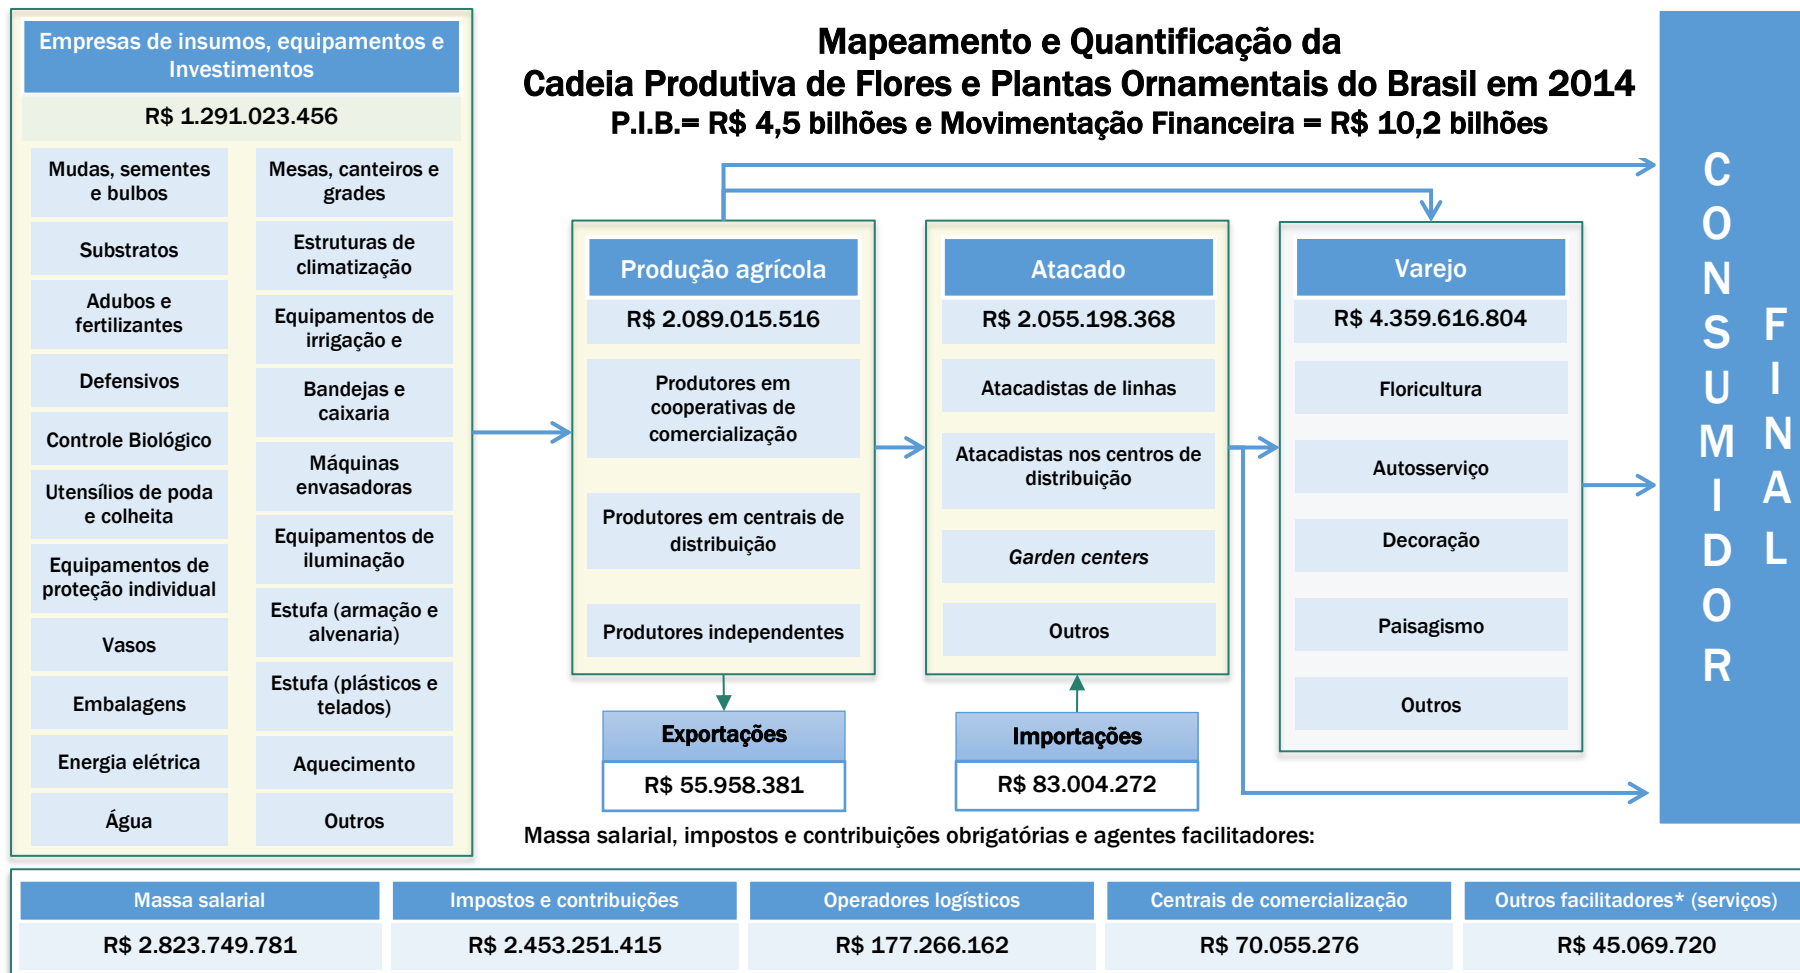 Empresas de insumos, equipamentos e
Investimentos
R$ 1.291.023.456
Mudas, sementes
e bulbos
Substratos
Adubos e
fertilizantes
Defensivos
Controle Biológico
Utensílios de poda
e colheita
Equipamentos de
proteção individual
Vasos
Embalagens
Energia elétrica
Água
Mesas, canteiros e
grades
Estruturas de
climatização
Equipamentos de
irrigação e
Bandejas e
caixaria
Máquinas
envasadoras
Equipamentos de
iluminação
Estufa (armação e
alvenaria)
Estufa (plásticos e
telados)
Aquecimento
Outros
Mapeamento e Quantificação da
Cadeia Produtiva de Flores e Plantas Ornamentais do Brasil em 2014
P.I.B.= R$ 4,5 bilhões e Movimentação Financeira = R$ 10,2 bilhões
Produção agrícola
R$ 2.089.015.516
Produtores em
cooperativas de
comercialização
Produtores em centrais de
distribuição
Produtores independentes
Exportações
R$ 55.958.381
Atacado
R$ 2.055.198.368
Atacadistas de linhas
Atacadistas nos centros de
distribuição
Garden centers
Outros
Importações
R$ 83.004.272
Varejo
R$ 4.359.616.804
Floricultura
Autosserviço
Decoração
Paisagismo
Outros
CONSUMIDOR
FINAL
Massa salarial, impostos e contribuições obrigatórias e agentes facilitadores:
Massa salarial
R$ 2.823.749.781
Impostos e contribuições
R$ 2.453.251.415
Operadores logísticos
R$ 177.266.162
Centrais de comercialização
R$ 70.055.276
Outros facilitadores* (serviços)
R$ 45.069.720